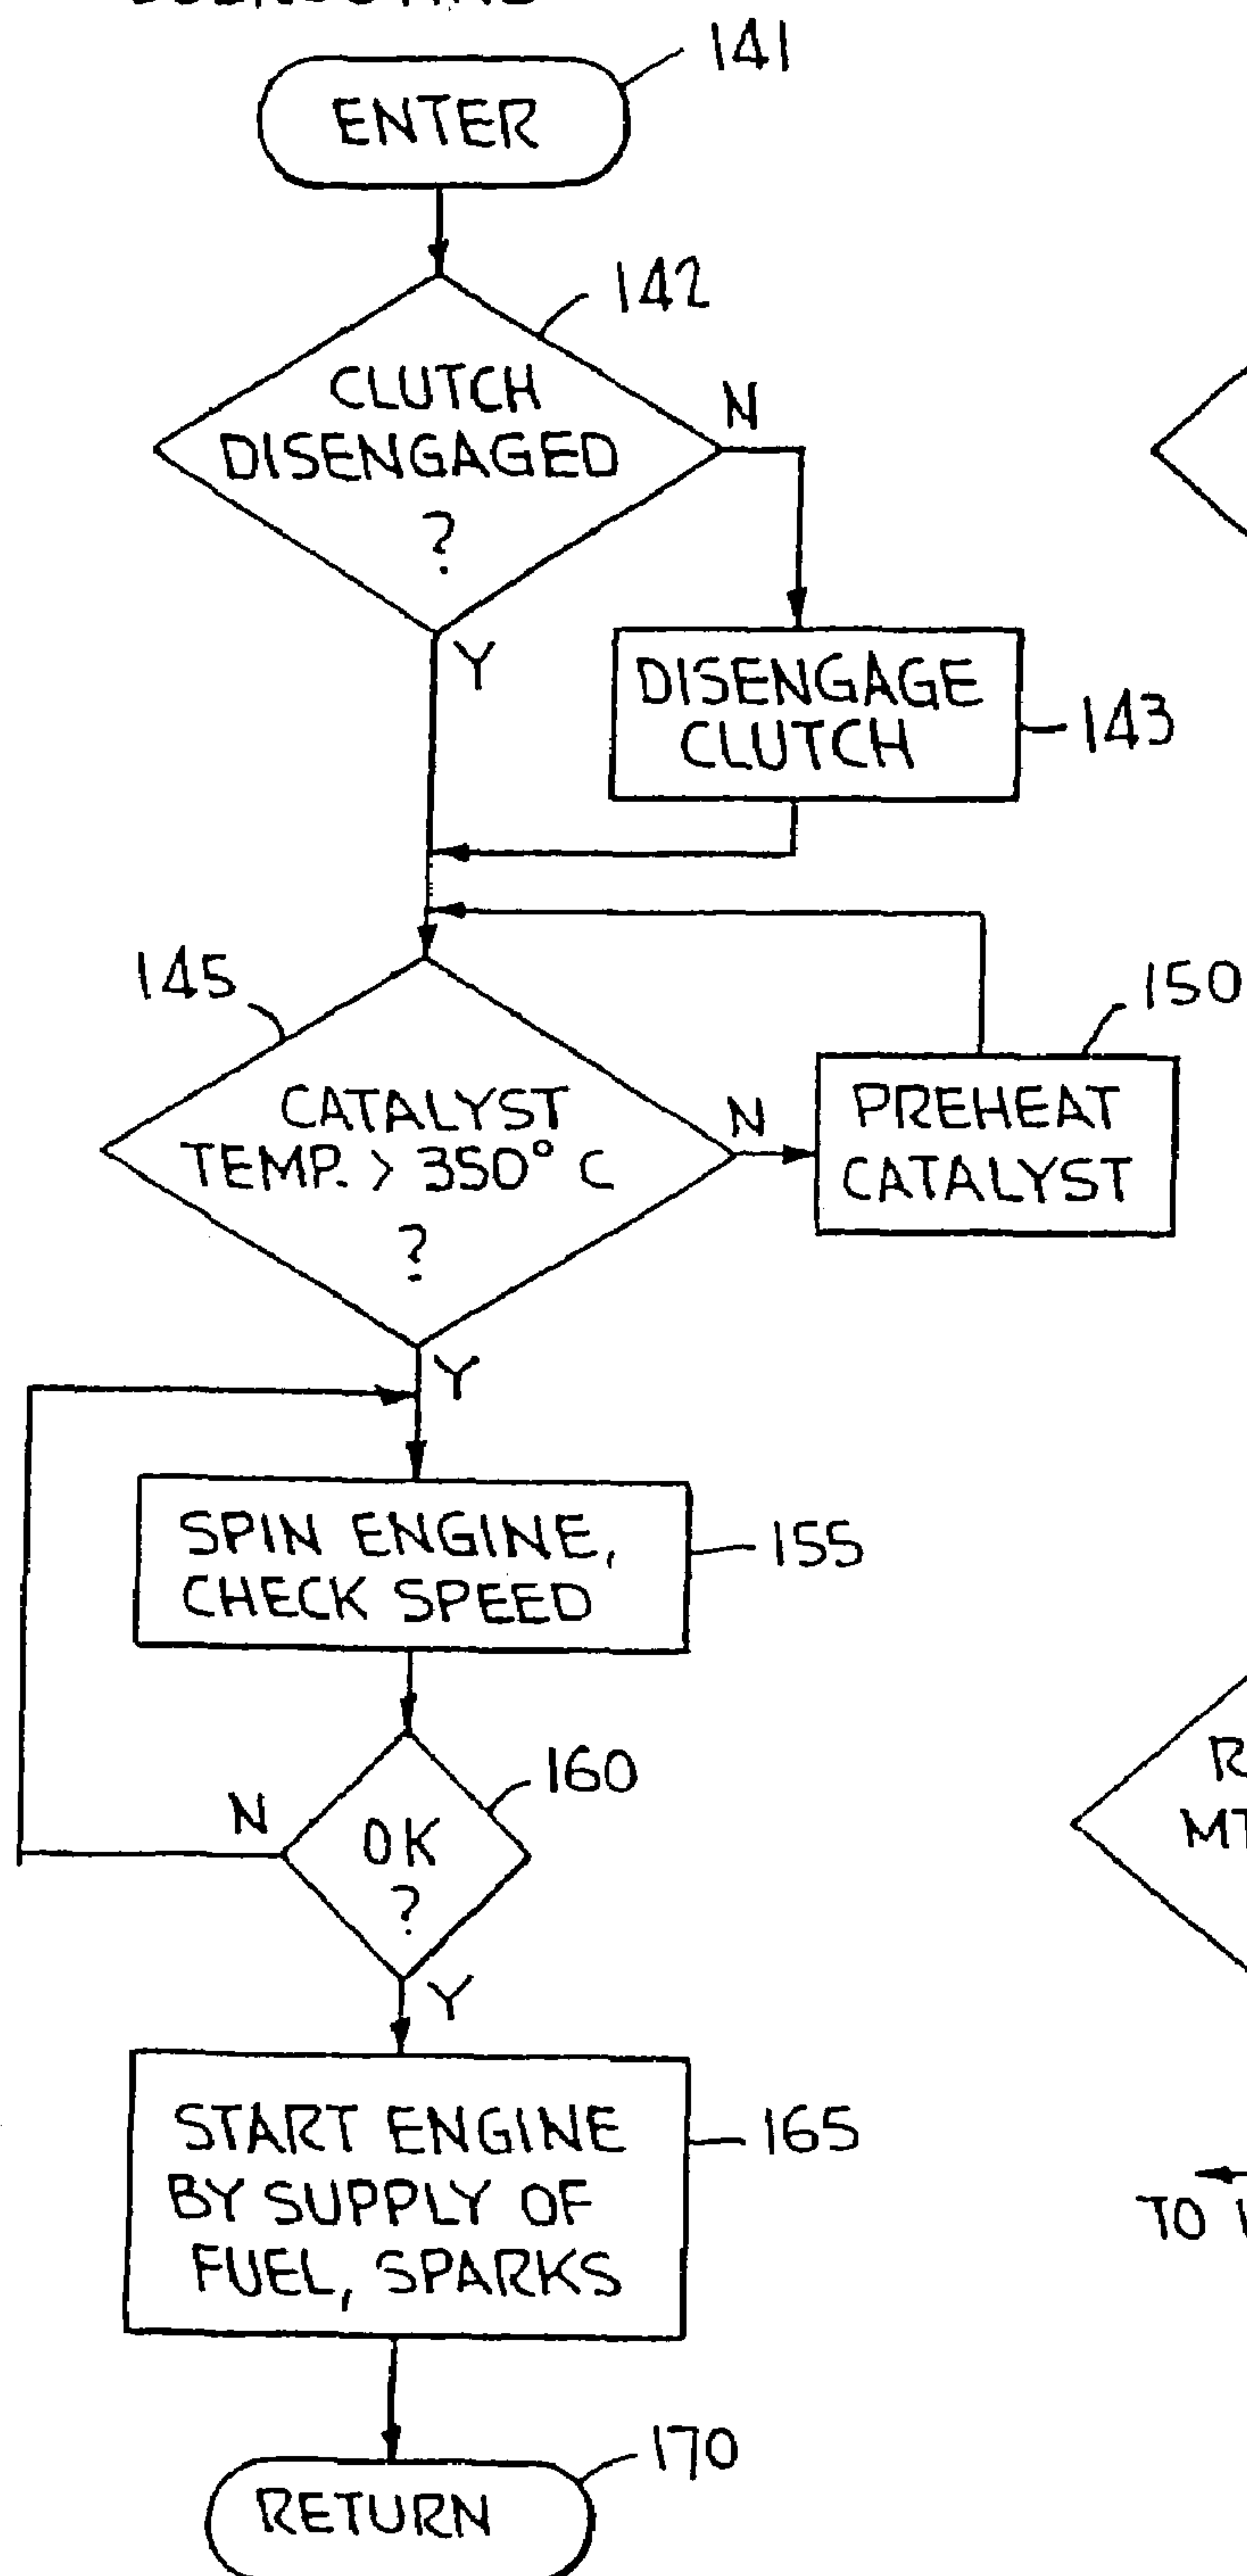 141
ENTER
142
CLUTCH
DISENGAGED
?
N
Y
DISENGAGE
CLUTCH
143
145
CATALYST
TEMP. > 350° C
?
N
150
PREHEAT
CATALYST
Y
SPIN ENGINE,
CHECK SPEED
155
160
N
OK
?
Y
START ENGINE
BY SUPPLY OF
FUEL, SPARKS
165
170
RETURN
TO